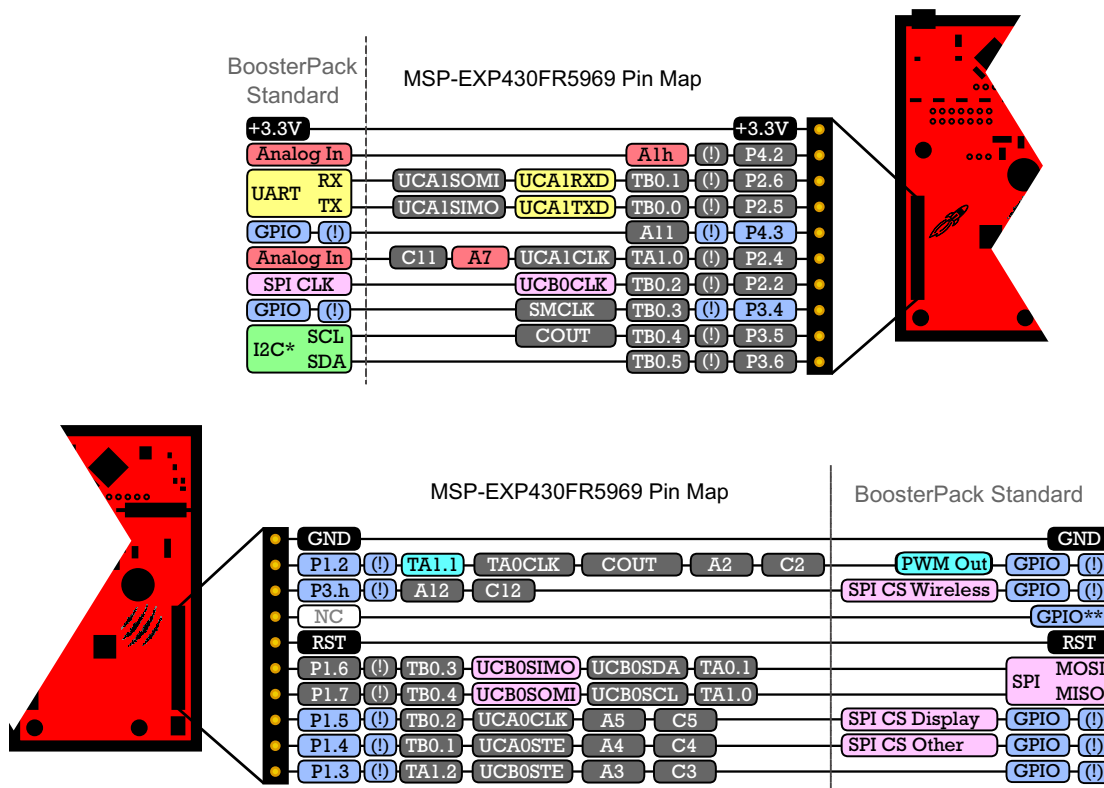 BoosterPack
Standard
MSP-EXP430FR5969 Pin Map
+3.3V +3.3V
Analog In A1h (!) P4.2
UART
RX UCA1SOMI UCA1RXD TB0.1 (!) P2.6
TX UCA1SIMO UCA1TXD TB0.0 (!) P2.5
GPIO (!) A11 (!) P4.3
Analog In C11 A7 UCA1CLK TA1.0 (!) P2.4
SPI CLK UCB0CLK TB0.2 (!) P2.2
GPIO (!) SMCLK TB0.3 (!) P3.4
I2C*
SCL COUT TB0.4 (!) P3.5
SDA TB0.5 (!) P3.6
MSP-EXP430FR5969 Pin Map
BoosterPack Standard
GND GND
P1.2 (!) TA1.1 TA0CLK COUT A2 C2 PWM Out GPIO (!)
P3.h (!) A12 C12 SPI CS Wireless GPIO (!)
NC GPIO**
RST RST
P1.6 (!) TB0.3 UCB0SIMO UCB0SDA TA0.1 MOSI
SPI
P1.7 (!) TB0.4 UCB0SOMI UCB0SCL TA1.0 MISO
P1.5 (!) TB0.2 UCA0CLK A5 C5 SPI CS Display GPIO (!)
P1.4 (!) TB0.1 UCA0STE A4 C4 SPI CS Other GPIO (!)
P1.3 (!) TA1.2 UCB0STE A3 C3 GPIO (!)